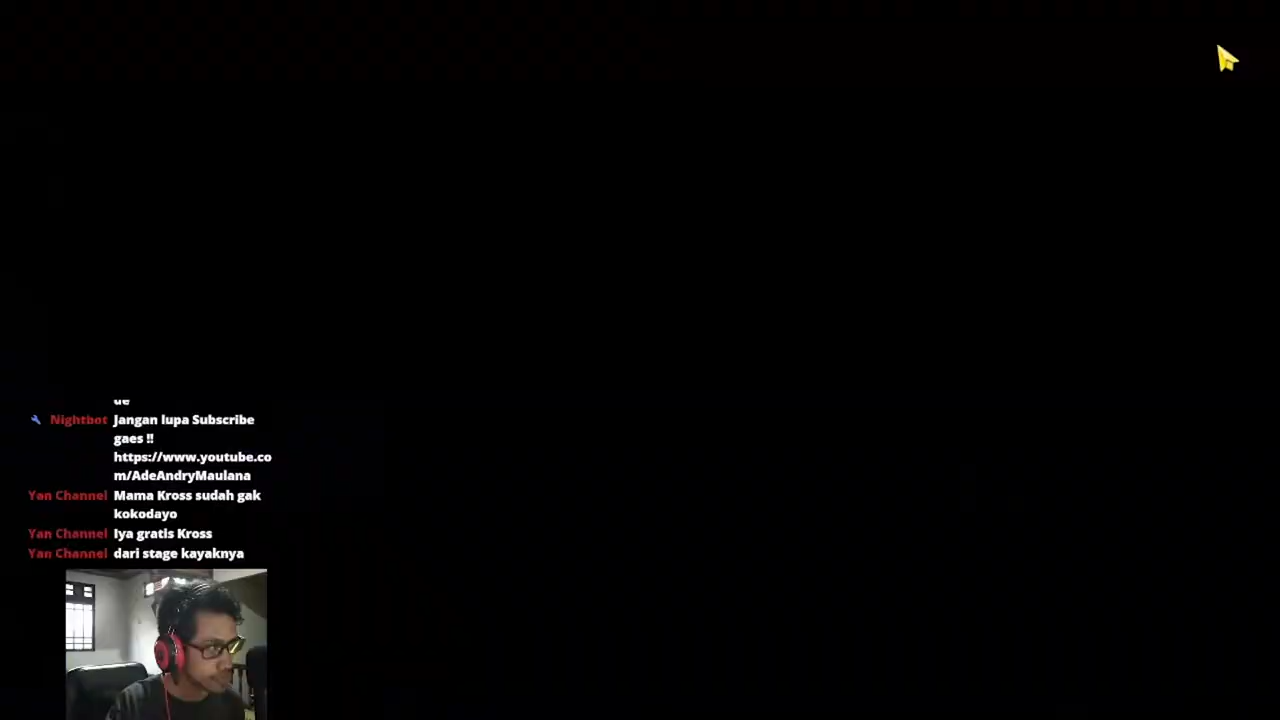 ue
Nightbot Jangan lupa Subscribe
gaes !!
https://www.youtube.co
m/AdeAndryMaulana
Yan Channel Mama Kross sudah gak
kokodayo
Yan Channel Iya gratis Kross
Yan Channel dari stage kayaknya